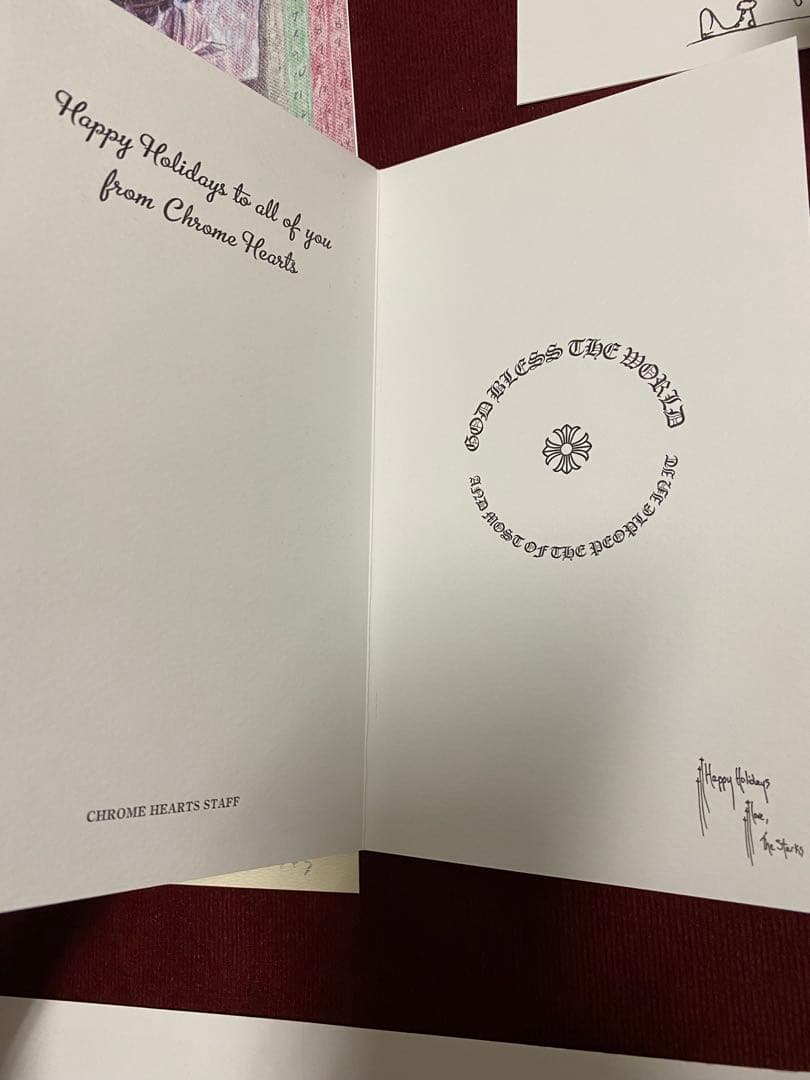 Happy Holidays to all of you
from Chrome Hearts
CHROME HEARTS STAFF
GOD BLESS THE WORLD
AND MOST OF THE PEOPLE IN IT
Happy Holidays
love,
The Starks